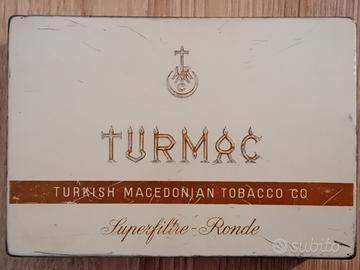 TURMAC
TURKISH MACEDONIAN TOBACCO CO
Superfiltre-Ronde
subito